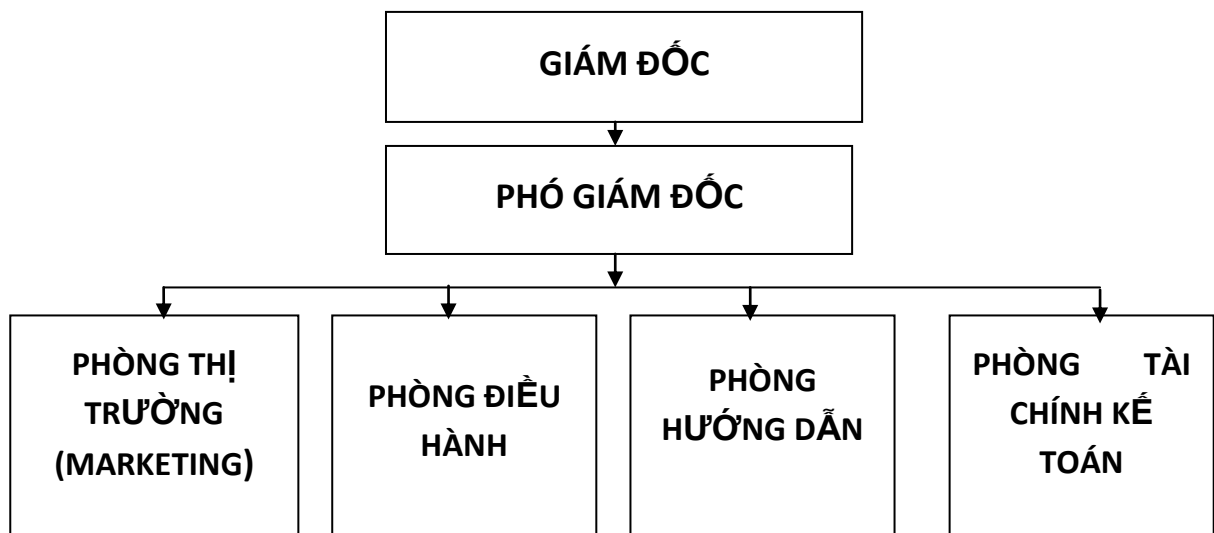 GIÁM ĐỐC
PHÓ GIÁM ĐỐC
PHÒNG THỊ
TRƯỜNG
(MARKETING)
PHÒNG ĐIỀU
HÀNH
PHÒNG
HƯỚNG DẪN
PHÒNG TÀI
CHÍNH KẾ
TOÁN